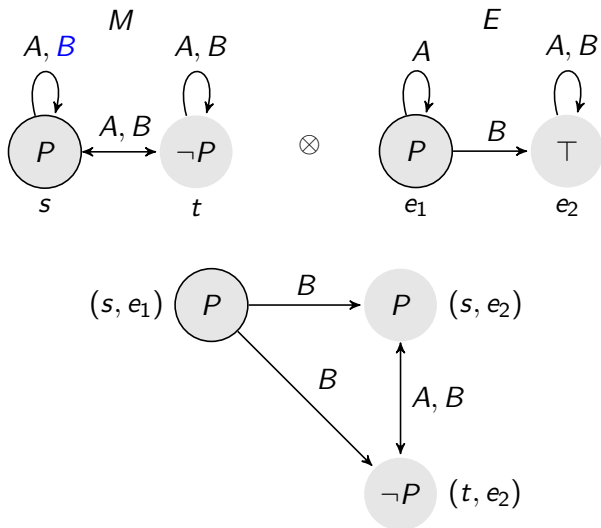 M E
A, B A, B A A, B
P A, B ¬P ⊗ P B ⊤
s t e₁ e₂
(s, e₁) P B P (s, e₂)
B A, B
¬P (t, e₂)